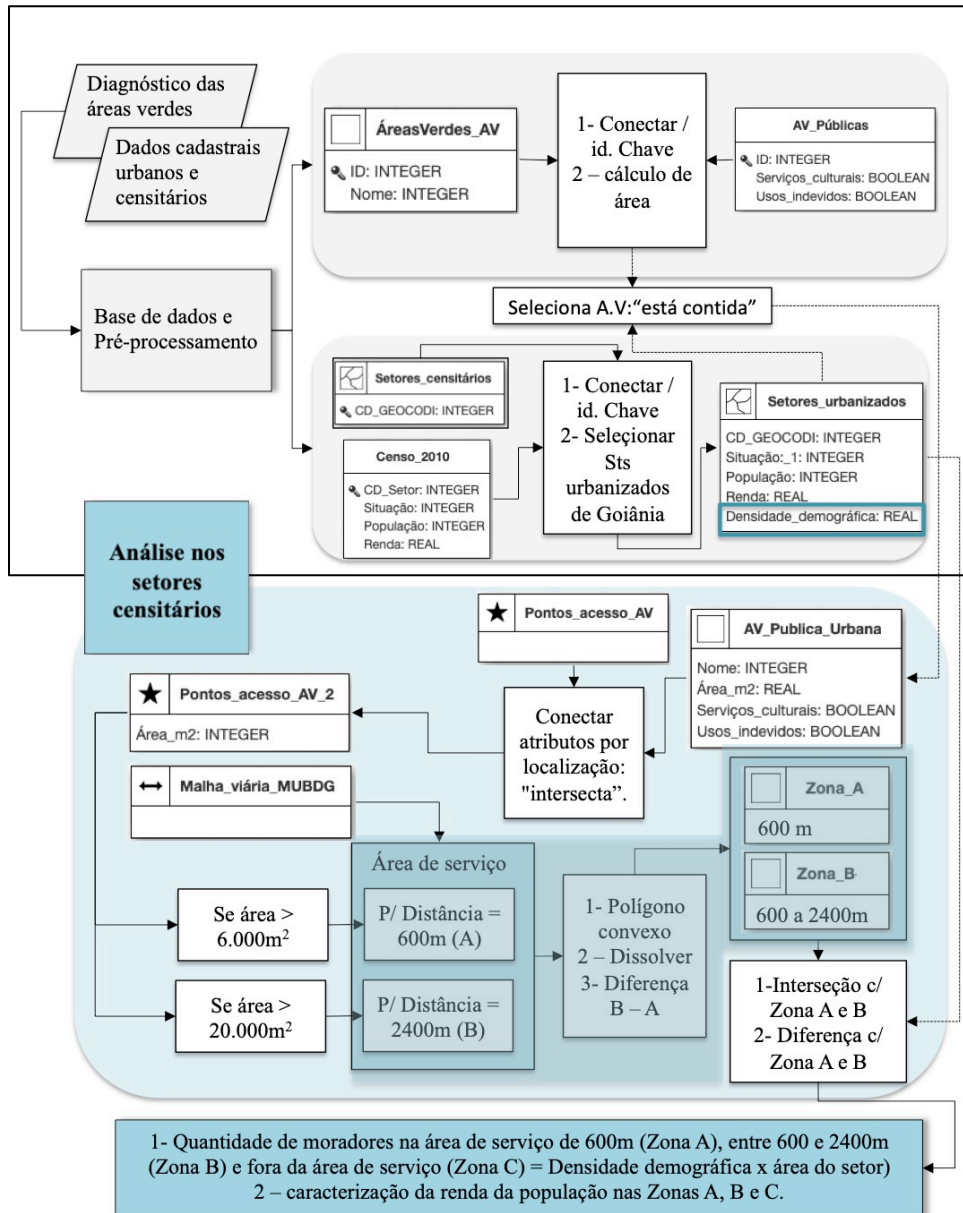 Diagnóstico das
áreas verdes
Dados cadastrais
urbanos e
censitários
Base de dados e
Pré-processamento
ÁreasVerdes_AV
ID: INTEGER
Nome: INTEGER
1- Conectar /
id. Chave
2 – cálculo de
área
AV_Públicas
ID: INTEGER
Serviços_culturais: BOOLEAN
Usos_indevidos: BOOLEAN
Seleciona A.V:“está contida”
Setores_censitários
CD_GEOCODI: INTEGER
Censo_2010
CD_Setor: INTEGER
Situação: INTEGER
População: INTEGER
Renda: REAL
1- Conectar /
id. Chave
2- Seleçionar
Sts
urbanizados
de Goiânia
Setores_urbanizados
CD_GEOCODI: INTEGER
Situação:_1: INTEGER
População: INTEGER
Renda: REAL
Densidade_demográfica: REAL
Análise nos
setores
censitários
Pontos_acesso_AV
AV_Publica_Urbana
Nome: INTEGER
Área_m2: REAL
Serviços_culturais: BOOLEAN
Usos_indevidos: BOOLEAN
Pontos_acesso_AV_2
Área_m2: INTEGER
Conectar
atributos por
localização:
"intersecta”.
Malha_viária_MUBDG
Zona_A
600 m
Zona_B
600 a 2400m
Área de serviço
Se área >
6.000m²
P/ Distância =
600m (A)
Se área >
20.000m²
P/ Distância =
2400m (B)
1- Polígono
convexo
2 – Dissolver
3- Diferença
B – A
1-Interseção c/
Zona A e B
2- Diferença c/
Zona A e B
1- Quantidade de moradores na área de serviço de 600m (Zona A), entre 600 e 2400m
(Zona B) e fora da área de serviço (Zona C) = Densidade demográfica x área do setor)
2 – caracterização da renda da população nas Zonas A, B e C.